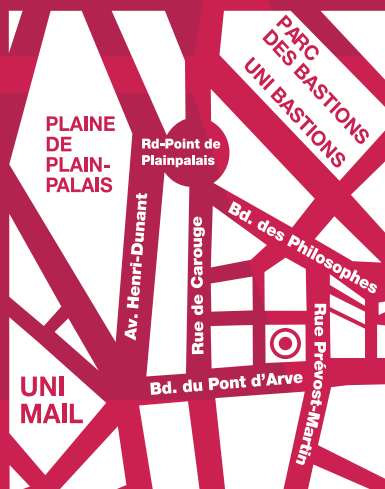 PARC
DES BASTIONS
UNI BASTIONS
PLAINE
DE
PLAIN-
PALAIS
Rd-Point de
Plainpalais
Bd. des Philosophes
Av. Henri-Dunant
Rue de Carouge
Rue Prévost-Martin
Bd. du Pont d'Arve
UNI
MAIL